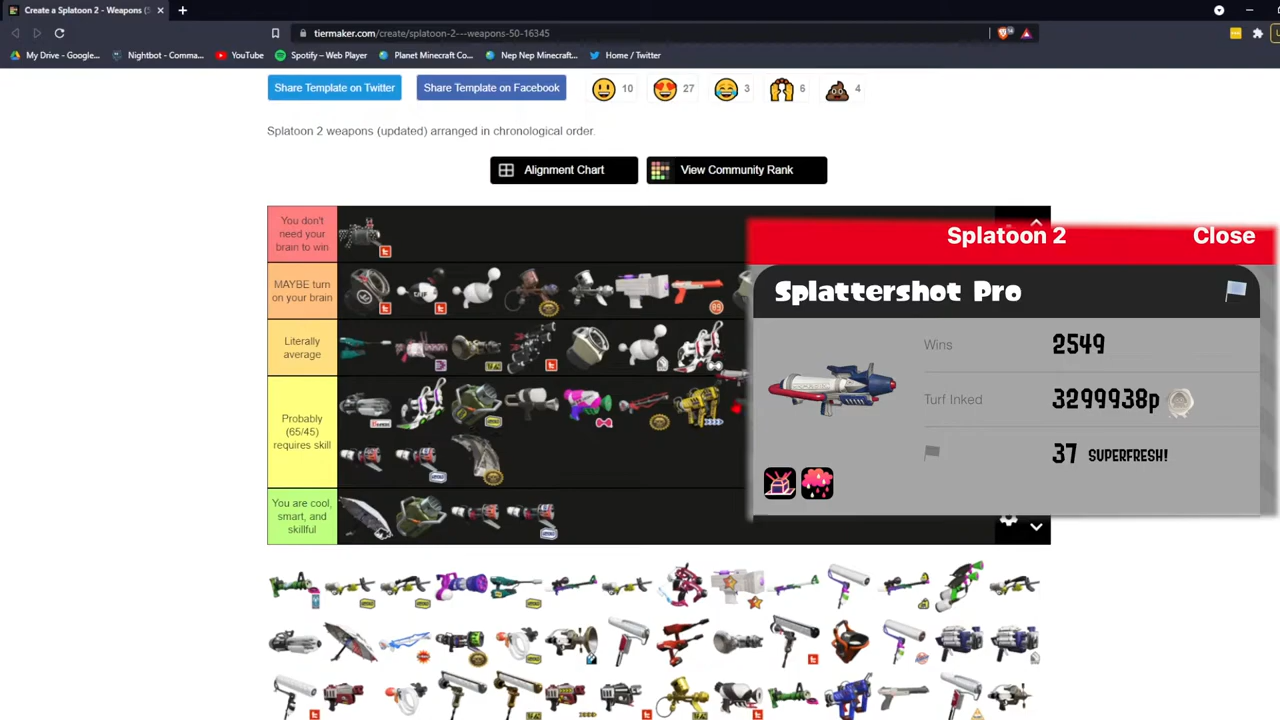 Create a Splatoon 2 - Weapons (
tiermaker.com/create/splatoon-2---weapons-50-16345
My Drive - Google...
Nightbot - Comma...
YouTube
Spotify – Web Player
Planet Minecraft Co...
Nep Nep Minecraft...
Home / Twitter
Share Template on Twitter
Share Template on Facebook
10
27
3
6
4
Splatoon 2 weapons (updated) arranged in chronological order.
Alignment Chart
View Community Rank
You don't
need your
brain to win
MAYBE turn
on your brain
Literally
average
Probably
(65/45)
requires skill
You are cool,
smart, and
skillful
Splatoon 2
Close
Splattershot Pro
Wins
2549
Turf Inked
3299938p
37 SUPERFRESH!